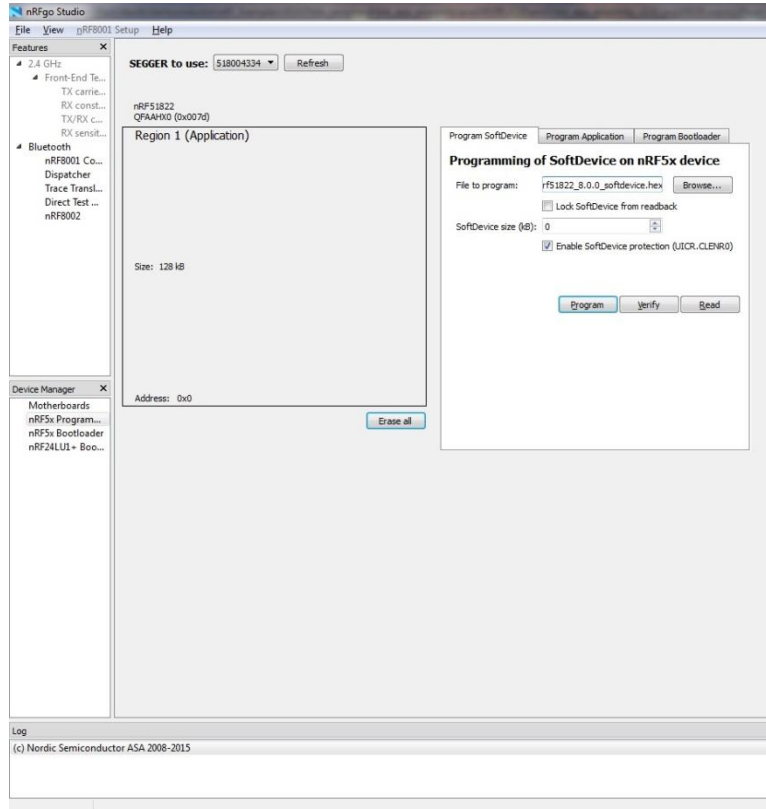 nRFgo Studio
File View nRF8001 Setup Help
Features
2.4 GHz
Front-End Te...
TX carrie...
RX const...
TX/RX c...
RX sensit...
Bluetooth
nRF8001 Co...
Dispatcher
Trace Transl...
Direct Test ...
nRF8002
Device Manager
Motherboards
nRF5x Program...
nRF5x Bootloader
nRF24LU1+ Boo...
SEGGER to use: 518004334 Refresh
nRF51822
QFAAHX0 (0x007d)
Region 1 (Application)
Size: 128 kB
Address: 0x0
Erase all
Program SoftDevice Program Application Program Bootloader
Programming of SoftDevice on nRF5x device
File to program: rf51822_8.0.0_softdevice.hex Browse...
Lock SoftDevice from readback
SoftDevice size (kB): 0
Enable SoftDevice protection (UICR.CLENR0)
Program Verify Read
Log
(c) Nordic Semiconductor ASA 2008-2015